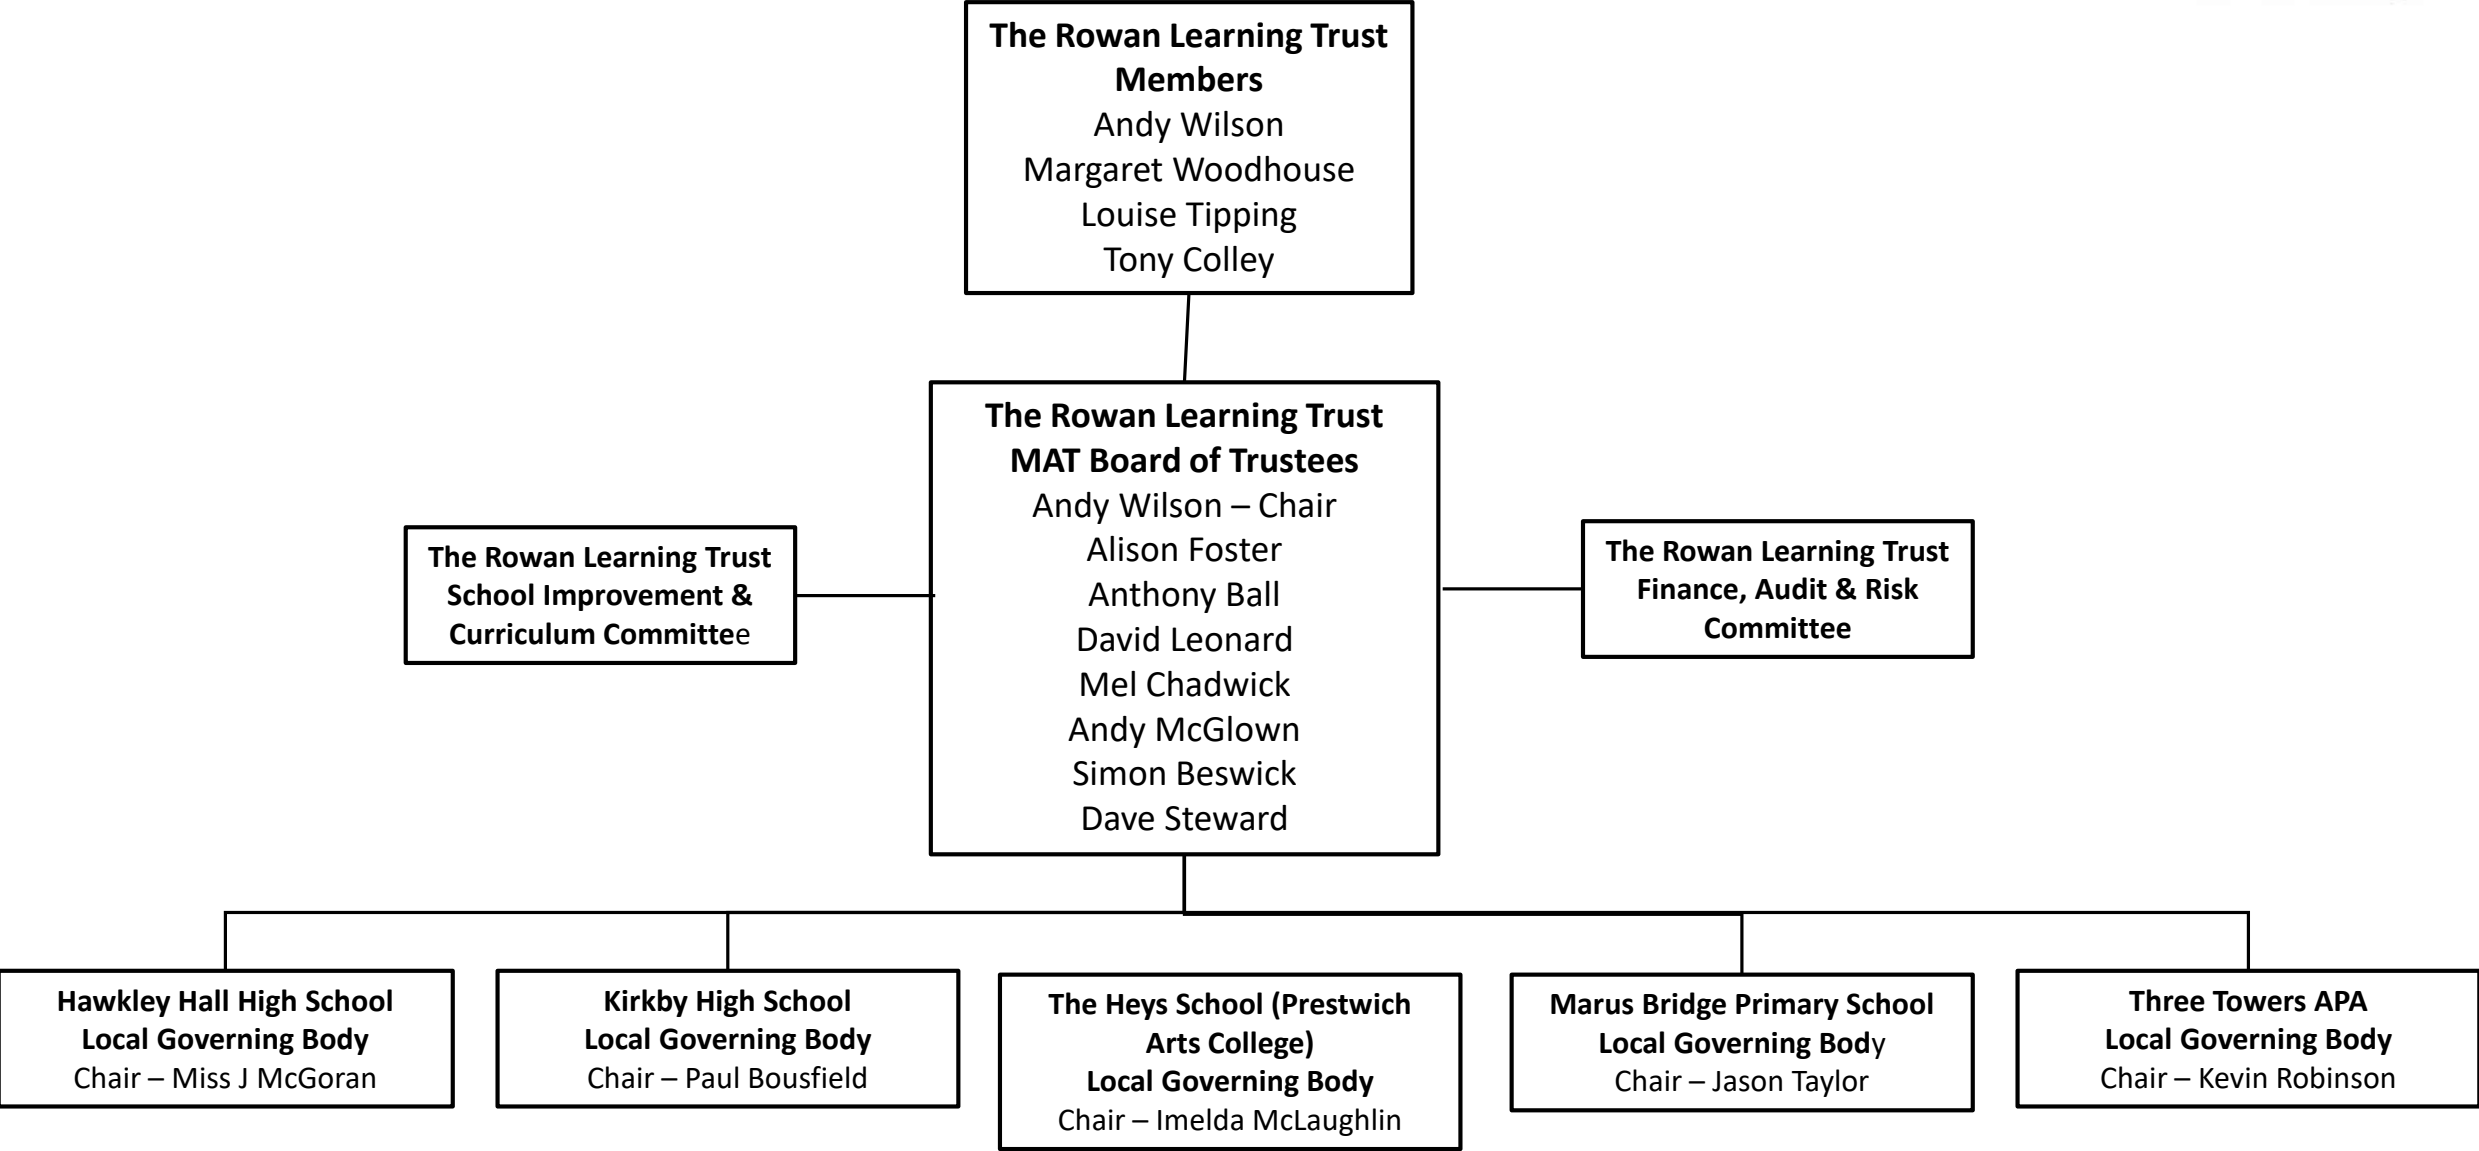 The Rowan Learning Trust
Members
Andy Wilson
Margaret Woodhouse
Louise Tipping
Tony Colley
The Rowan Learning Trust
MAT Board of Trustees
Andy Wilson – Chair
Alison Foster
Anthony Ball
David Leonard
Mel Chadwick
Andy McGlown
Simon Beswick
Dave Steward
The Rowan Learning Trust
School Improvement &
Curriculum Committee
The Rowan Learning Trust
Finance, Audit & Risk
Committee
Hawkley Hall High School
Local Governing Body
Chair – Miss J McGoran
Kirkby High School
Local Governing Body
Chair – Paul Bousfield
The Heys School (Prestwich
Arts College)
Local Governing Body
Chair – Imelda McLaughlin
Marus Bridge Primary School
Local Governing Body
Chair – Jason Taylor
Three Towers APA
Local Governing Body
Chair – Kevin Robinson